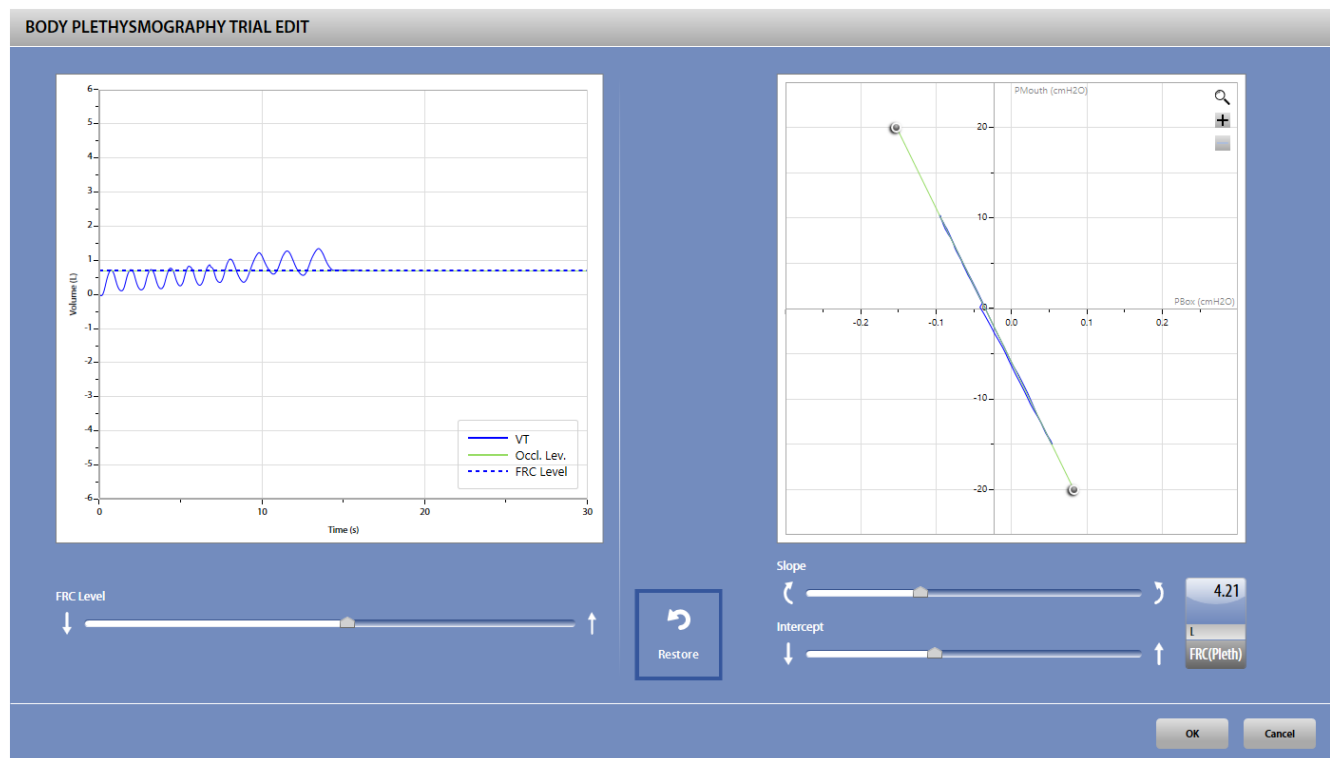 BODY PLETHYSMOGRAPHY TRIAL EDIT
6
5
4
3
2
1
0
-1
-2
-3
-4
-5
-6
Volume (L)
0
10
20
30
Time (s)
VT
Occl. Lev.
FRC Level
PMouth (cmH2O)
20
10
0
-10
-20
PBox (cmH2O)
-0.2
-0.1
0.0
0.1
0.2
FRC Level
Restore
Slope
Intercept
4.21
L
FRC(Pleth)
OK
Cancel